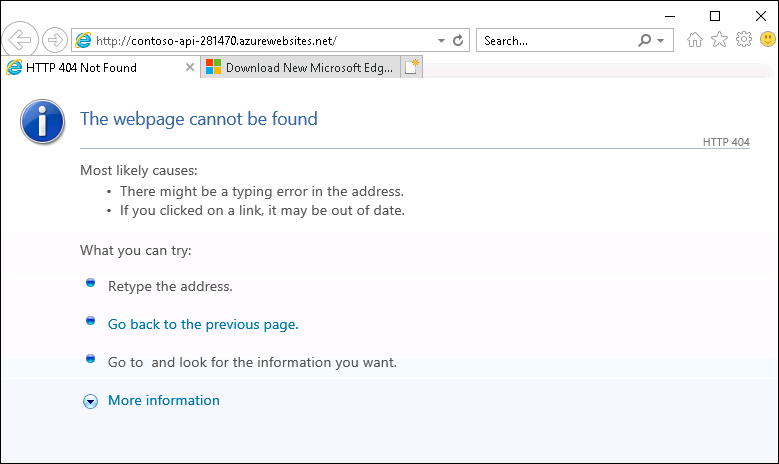 http://contoso-api-281470.azurewebsites.net/
Search...
HTTP 404 Not Found
Download New Microsoft Edg...
The webpage cannot be found
HTTP 404
Most likely causes:
• There might be a typing error in the address.
• If you clicked on a link, it may be out of date.
What you can try:
Retype the address.
Go back to the previous page.
Go to  and look for the information you want.
More information